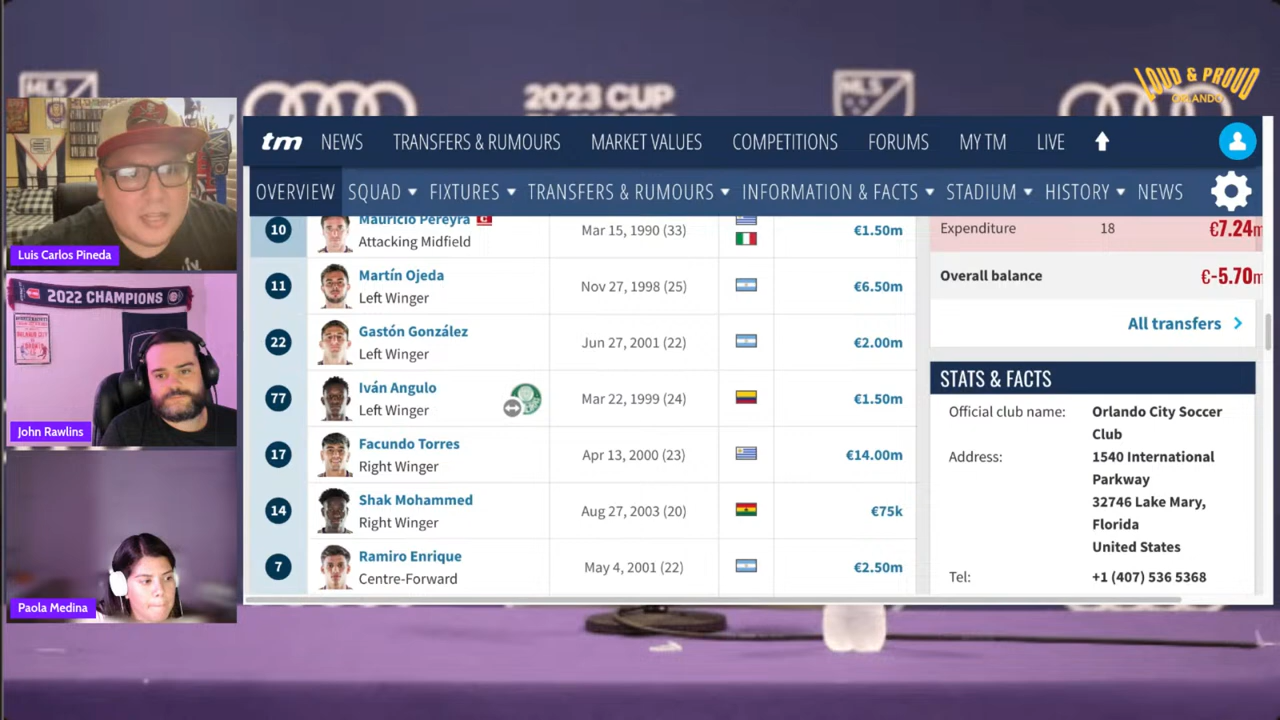 MLS
2023 CUP
MLS
LOUD & PROUD
ORLANDO
tm NEWS TRANSFERS & RUMOURS MARKET VALUES COMPETITIONS FORUMS MY TM LIVE
OVERVIEW SQUAD FIXTURES TRANSFERS & RUMOURS INFORMATION & FACTS STADIUM HISTORY NEWS
10 Mauricio Pereyra C Mar 15, 1990 (33) €1.50m
Attacking Midfield
11 Martín Ojeda Nov 27, 1998 (25) €6.50m
Left Winger
22 Gastón González Jun 27, 2001 (22) €2.00m
Left Winger
77 Iván Angulo Mar 22, 1999 (24) €1.50m
Left Winger
17 Facundo Torres Apr 13, 2000 (23) €14.00m
Right Winger
14 Shak Mohammed Aug 27, 2003 (20) €75k
Right Winger
7 Ramiro Enrique May 4, 2001 (22) €2.50m
Centre-Forward
Expenditure 18 €7.24m
Overall balance €-5.70m
All transfers
STATS & FACTS
Official club name: Orlando City Soccer
Club
Address: 1540 International
Parkway
32746 Lake Mary,
Florida
United States
Tel: +1 (407) 536 5368
Luis Carlos Pineda
2022 CHAMPIONS
John Rawlins
Paola Medina